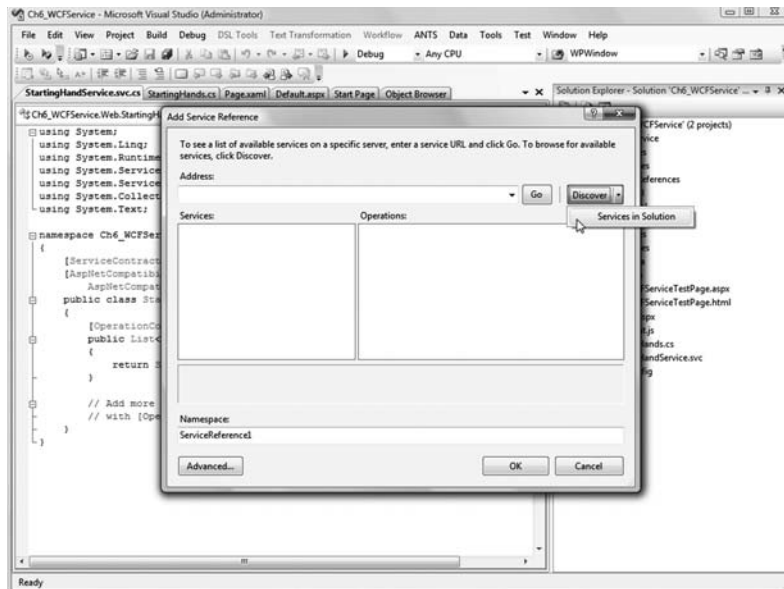 Ch6_WCFService - Microsoft Visual Studio (Administrator)
File Edit View Project Build Debug DSL Tools Text Transformation Workflow ANTS Data Tools Test Window Help
Debug Any CPU WPWindow
StartingHandService.svc.cs StartingHands.cs Page.xaml Default.aspx Start Page Object Browser
Solution Explorer - Solution 'Ch6_WCFService' ...
Ch6_WCFService.Web.StartingH
using System;
using System.Linq;
using System.Runtime
using System.Service
using System.Service
using System.Collect
using System.Text;
namespace Ch6_WCFSer
{
[ServiceContract
[AspNetCompatibi
AspNetCompat
public class Sta
{
[OperationCo
public List<
{
return S
}
// Add more
// with [Ope
}
}
Add Service Reference
To see a list of available services on a specific server, enter a service URL and click Go. To browse for available
services, click Discover.
Address:
Go Discover
Services in Solution
Services: Operations:
Namespace:
ServiceReference1
Advanced... OK Cancel
CFService' (2 projects)
vice
es
eferences
es
FServiceTestPage.aspx
FServiceTestPage.html
spx
t.js
ands.cs
andService.svc
fig
Ready